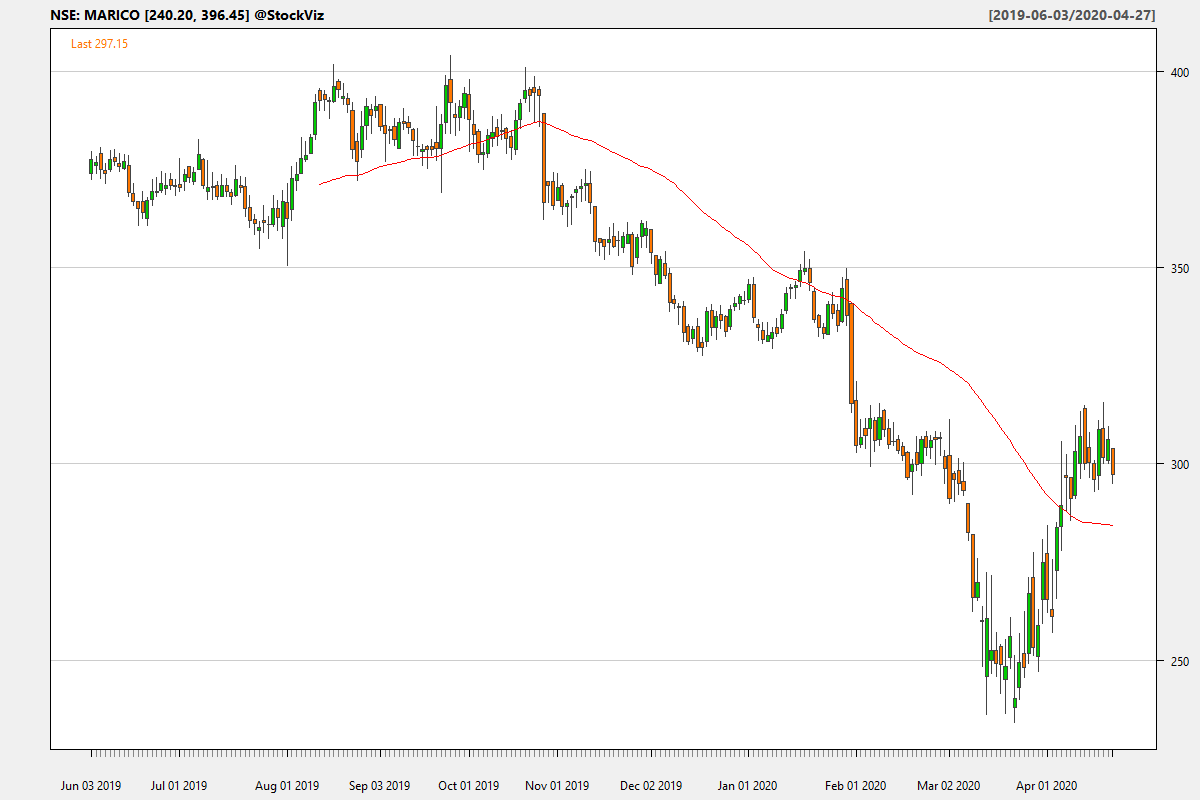 NSE: MARICO [240.20, 396.45] @StockViz [2019-06-03/2020-04-27]
Last 297.15
400
350
300
250
Jun 03 2019 Jul 01 2019 Aug 01 2019 Sep 03 2019 Oct 01 2019 Nov 01 2019 Dec 02 2019 Jan 01 2020 Feb 01 2020 Mar 02 2020 Apr 01 2020